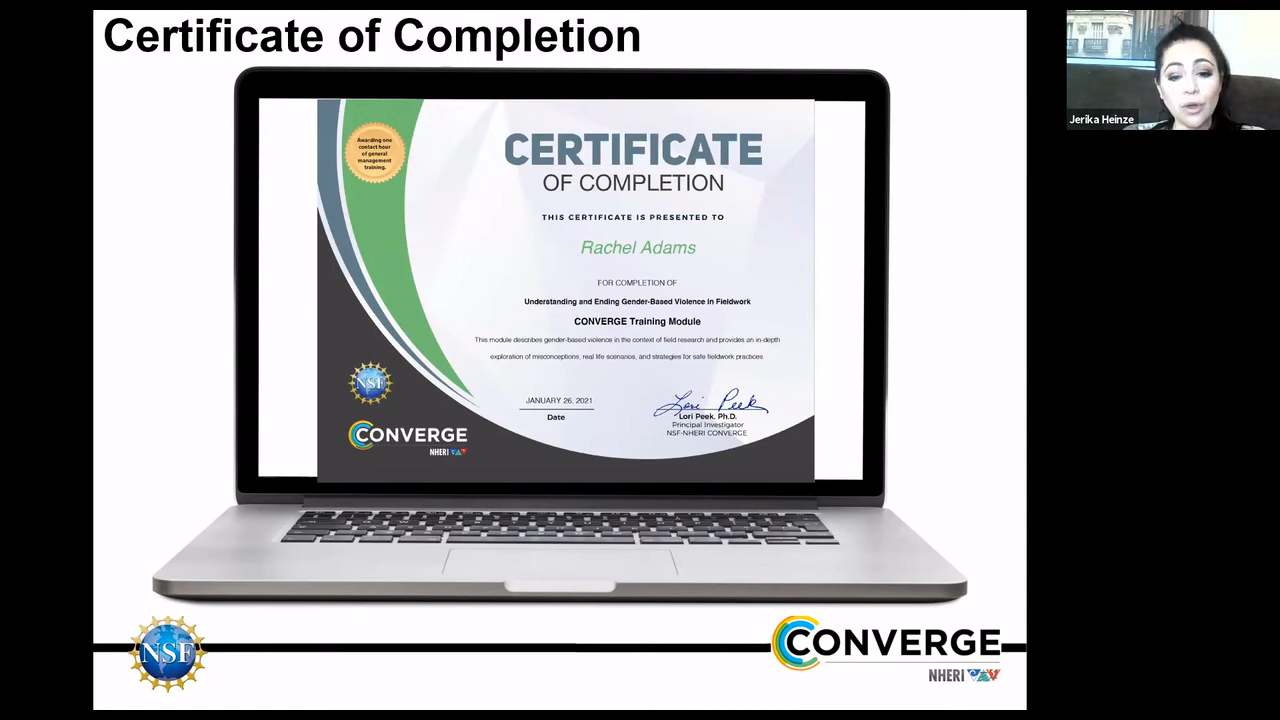 Certificate of Completion
Jerika Heinze
Awarding one
contact hour
of general
management
training.
CERTIFICATE
OF COMPLETION
THIS CERTIFICATE IS PRESENTED TO
Rachel Adams
FOR COMPLETION OF
Understanding and Ending Gender-Based Violence in Fieldwork
CONVERGE Training Module
This module describes gender-based violence in the context of field research and provides an in-depth
exploration of misconceptions, real life scenarios, and strategies for safe fieldwork practices.
JANUARY 26, 2021
Date
Lori Peek
Lori Peek, Ph.D.
Principal Investigator
NSF-NHERI CONVERGE
NSF
CONVERGE
NHERI
NSF
CONVERGE
NHERI